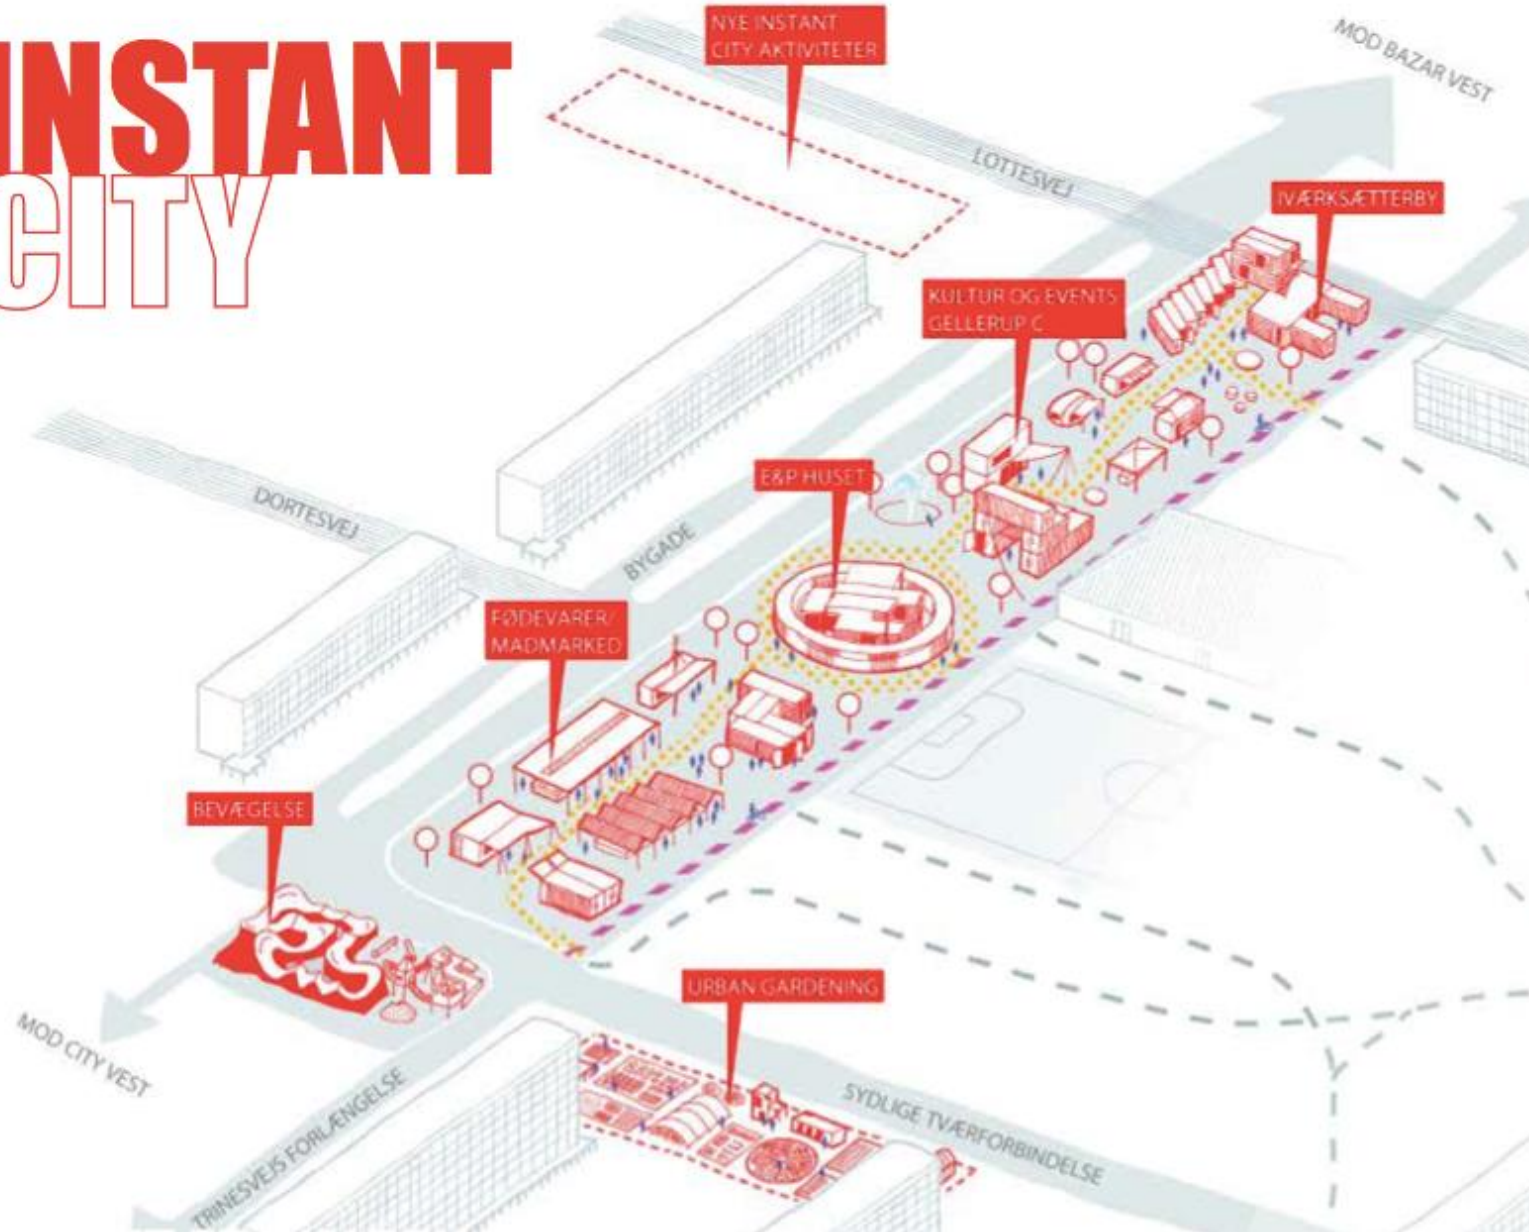 INSTANT
CITY
NYE INSTANT
CITY AKTIVITETER
MOD BAZAR VEST
LOTTESVEJ
IVÆRKSÆTTERBY
KULTUR OG EVENTS
GELLERUP C
E&P HUSET
DORTESVEJ
BYGADE
FØDEVARER/
MADMARKED
BEVÆGELSE
URBAN GARDENING
MOD CITY VEST
TRINESVEJS FORLÆNGELSE
SYDLIGE TVÆRFORBINDELSE